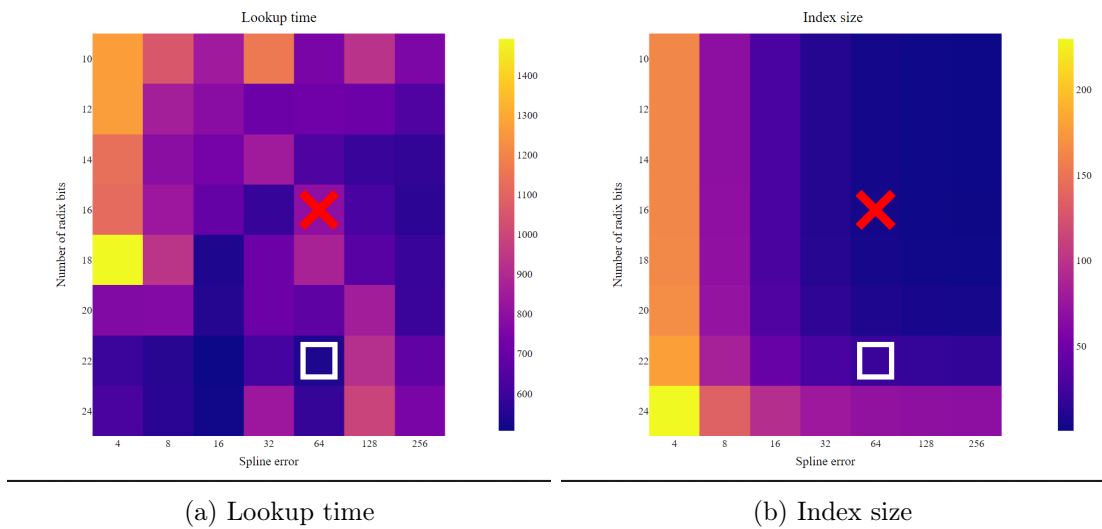 Lookup time
Number of radix bits
10
12
14
16
18
20
22
24
4 8 16 32 64 128 256
Spline error
1400
1300
1200
1100
1000
900
800
700
600
Index size
Number of radix bits
10
12
14
16
18
20
22
24
4 8 16 32 64 128 256
Spline error
200
150
100
50
(a) Lookup time
(b) Index size